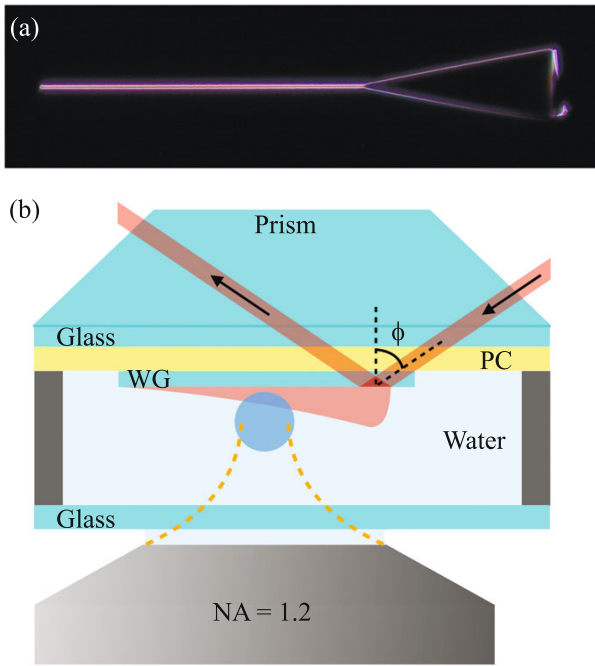 (a)
(b)
Prism
Glass
ϕ
PC
WG
Water
Glass
NA = 1.2